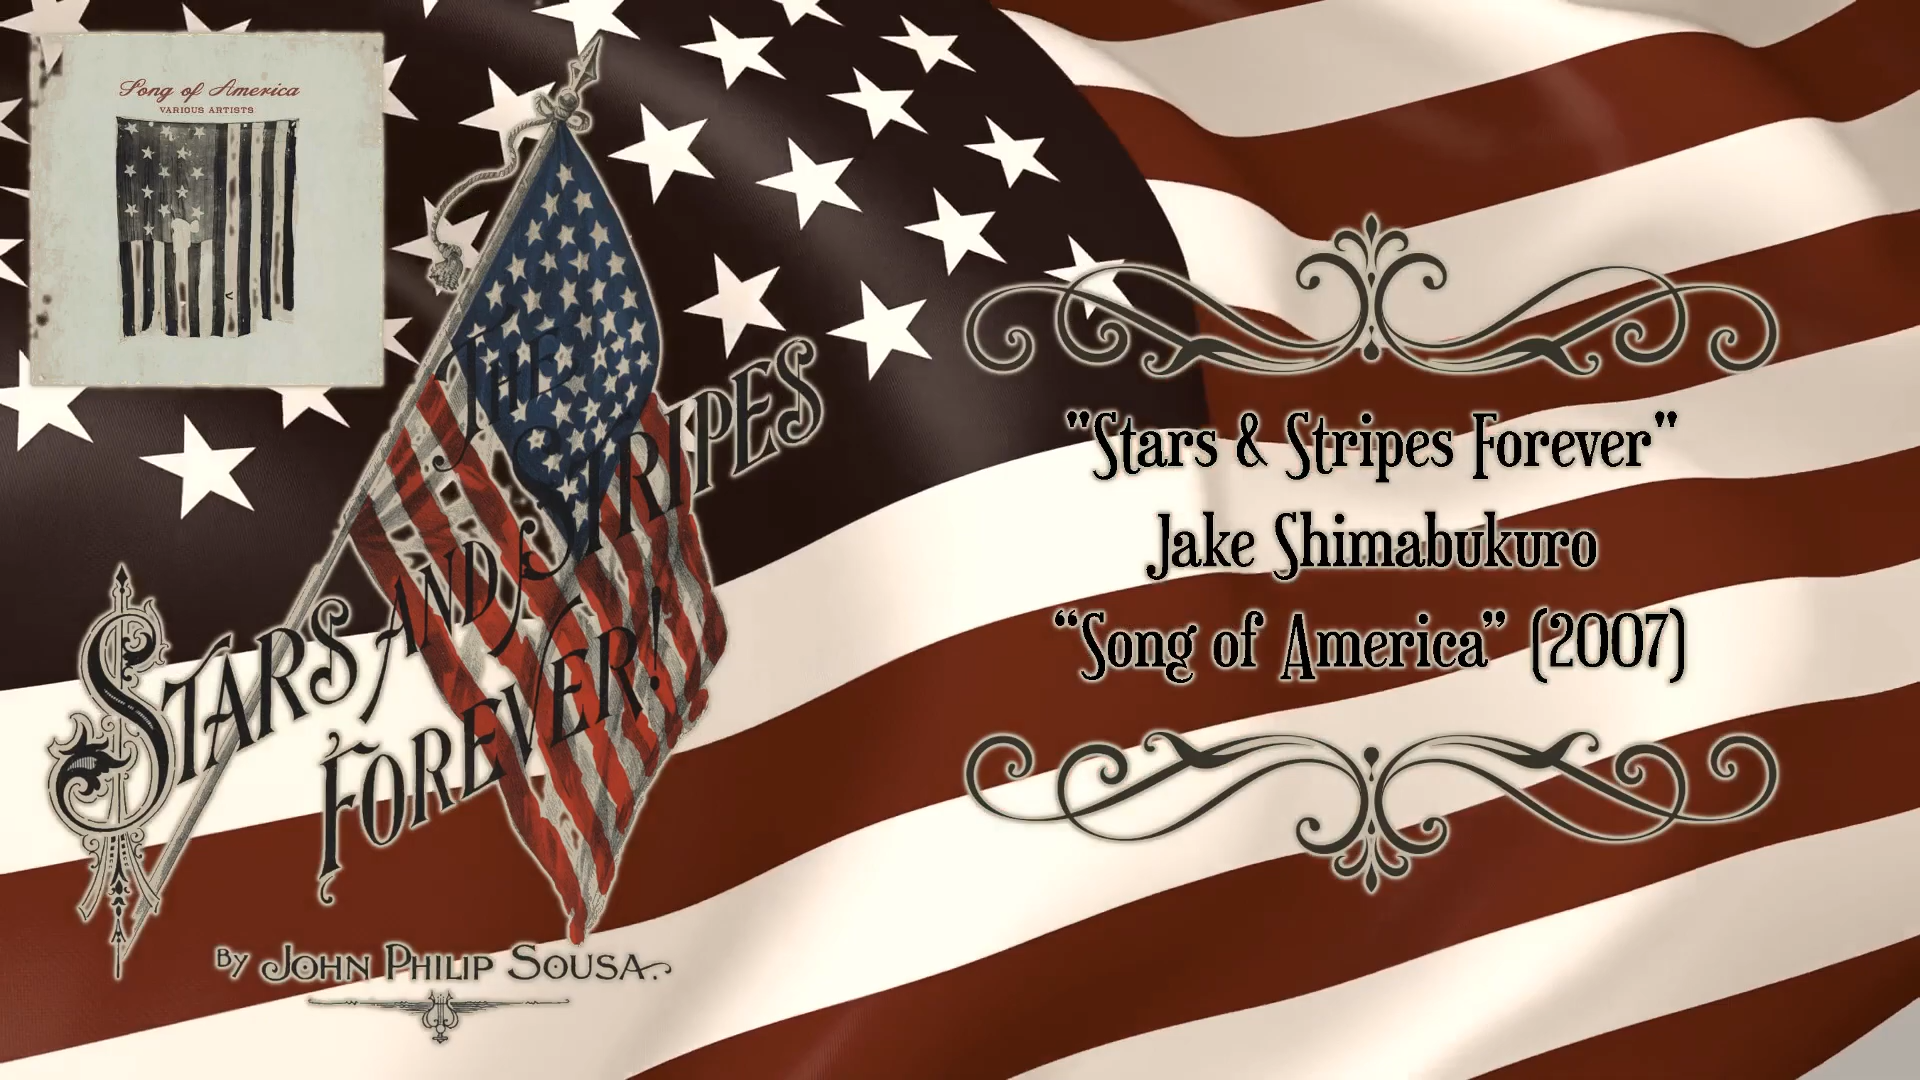 Song of America
VARIOUS ARTISTS
THE
STARS AND STRIPES
FOREVER!
BY JOHN PHILIP SOUSA.
"Stars & Stripes Forever"
Jake Shimabukuro
“Song of America” (2007)